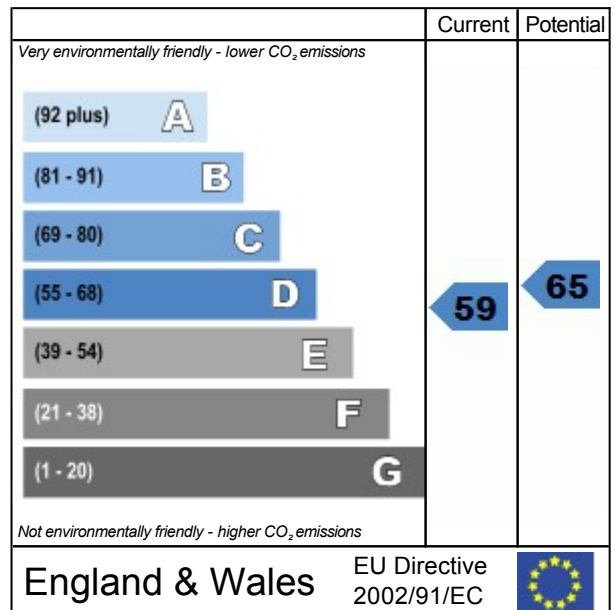 Current Potential
Very environmentally friendly - lower CO₂ emissions
(92 plus) A
(81 - 91) B
(69 - 80) C
(55 - 68) D
59
65
(39 - 54) E
(21 - 38) F
(1 - 20) G
Not environmentally friendly - higher CO₂ emissions
England & Wales
EU Directive
2002/91/EC